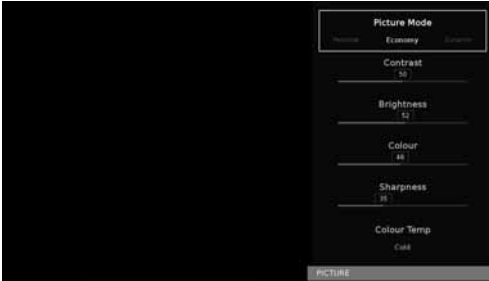 Picture Mode
Economy
Contrast
50
Brightness
52
Colour
48
Sharpness
35
Colour Temp
Cold
PICTURE